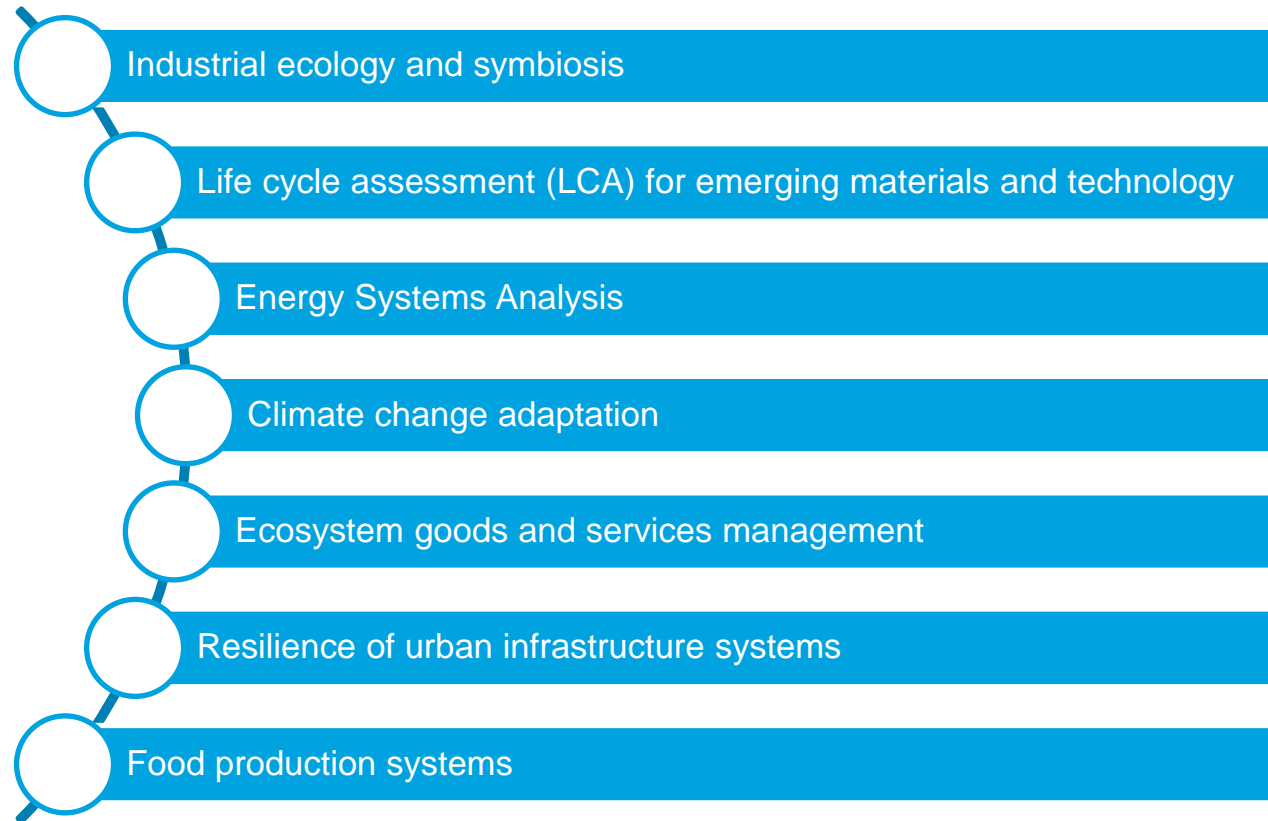 Industrial ecology and symbiosis
Life cycle assessment (LCA) for emerging materials and technology
Energy Systems Analysis
Climate change adaptation
Ecosystem goods and services management
Resilience of urban infrastructure systems
Food production systems